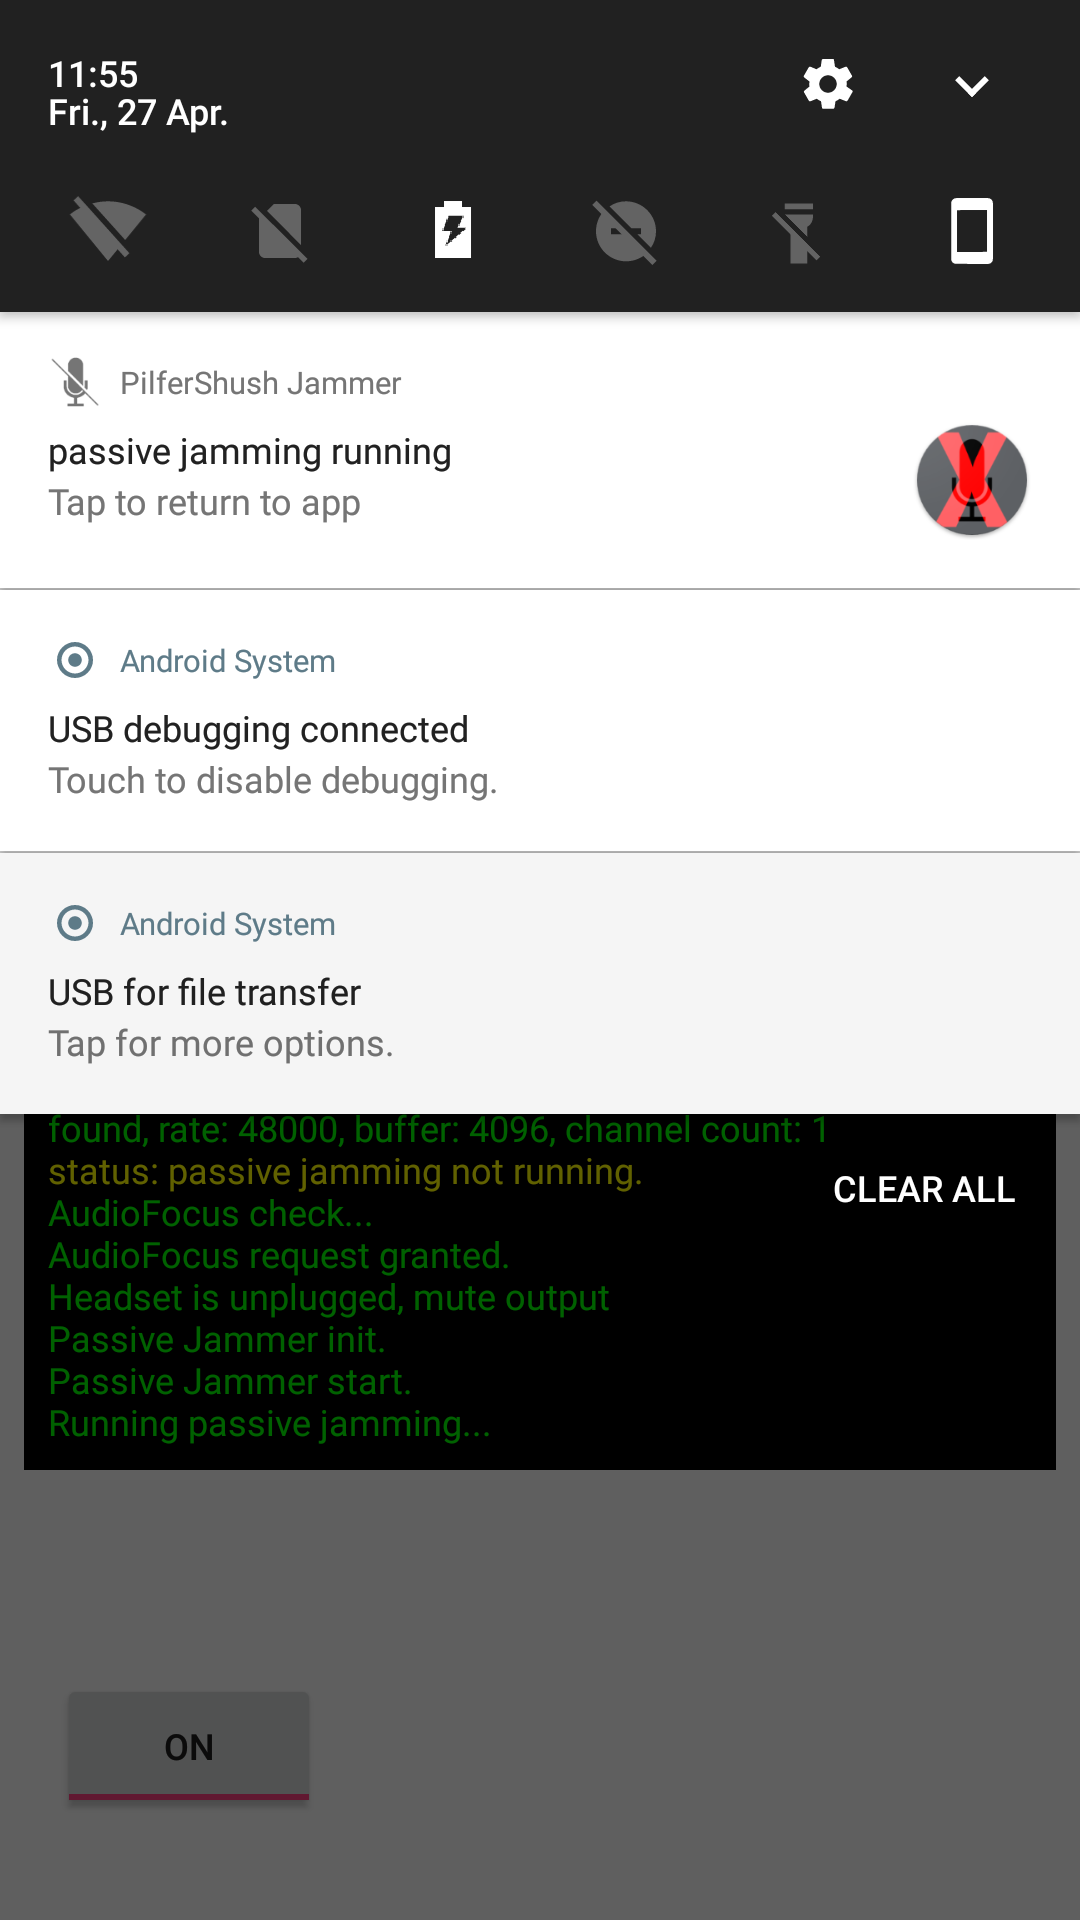 11:55
Fri., 27 Apr.
PilferShush Jammer
passive jamming running
Tap to return to app
Android System
USB debugging connected
Touch to disable debugging.
Android System
USB for file transfer
Tap for more options.
found, rate: 48000, buffer: 4096, channel count: 1
status: passive jamming not running.
CLEAR ALL
AudioFocus check...
AudioFocus request granted.
Headset is unplugged, mute output
Passive Jammer init.
Passive Jammer start.
Running passive jamming...
ON